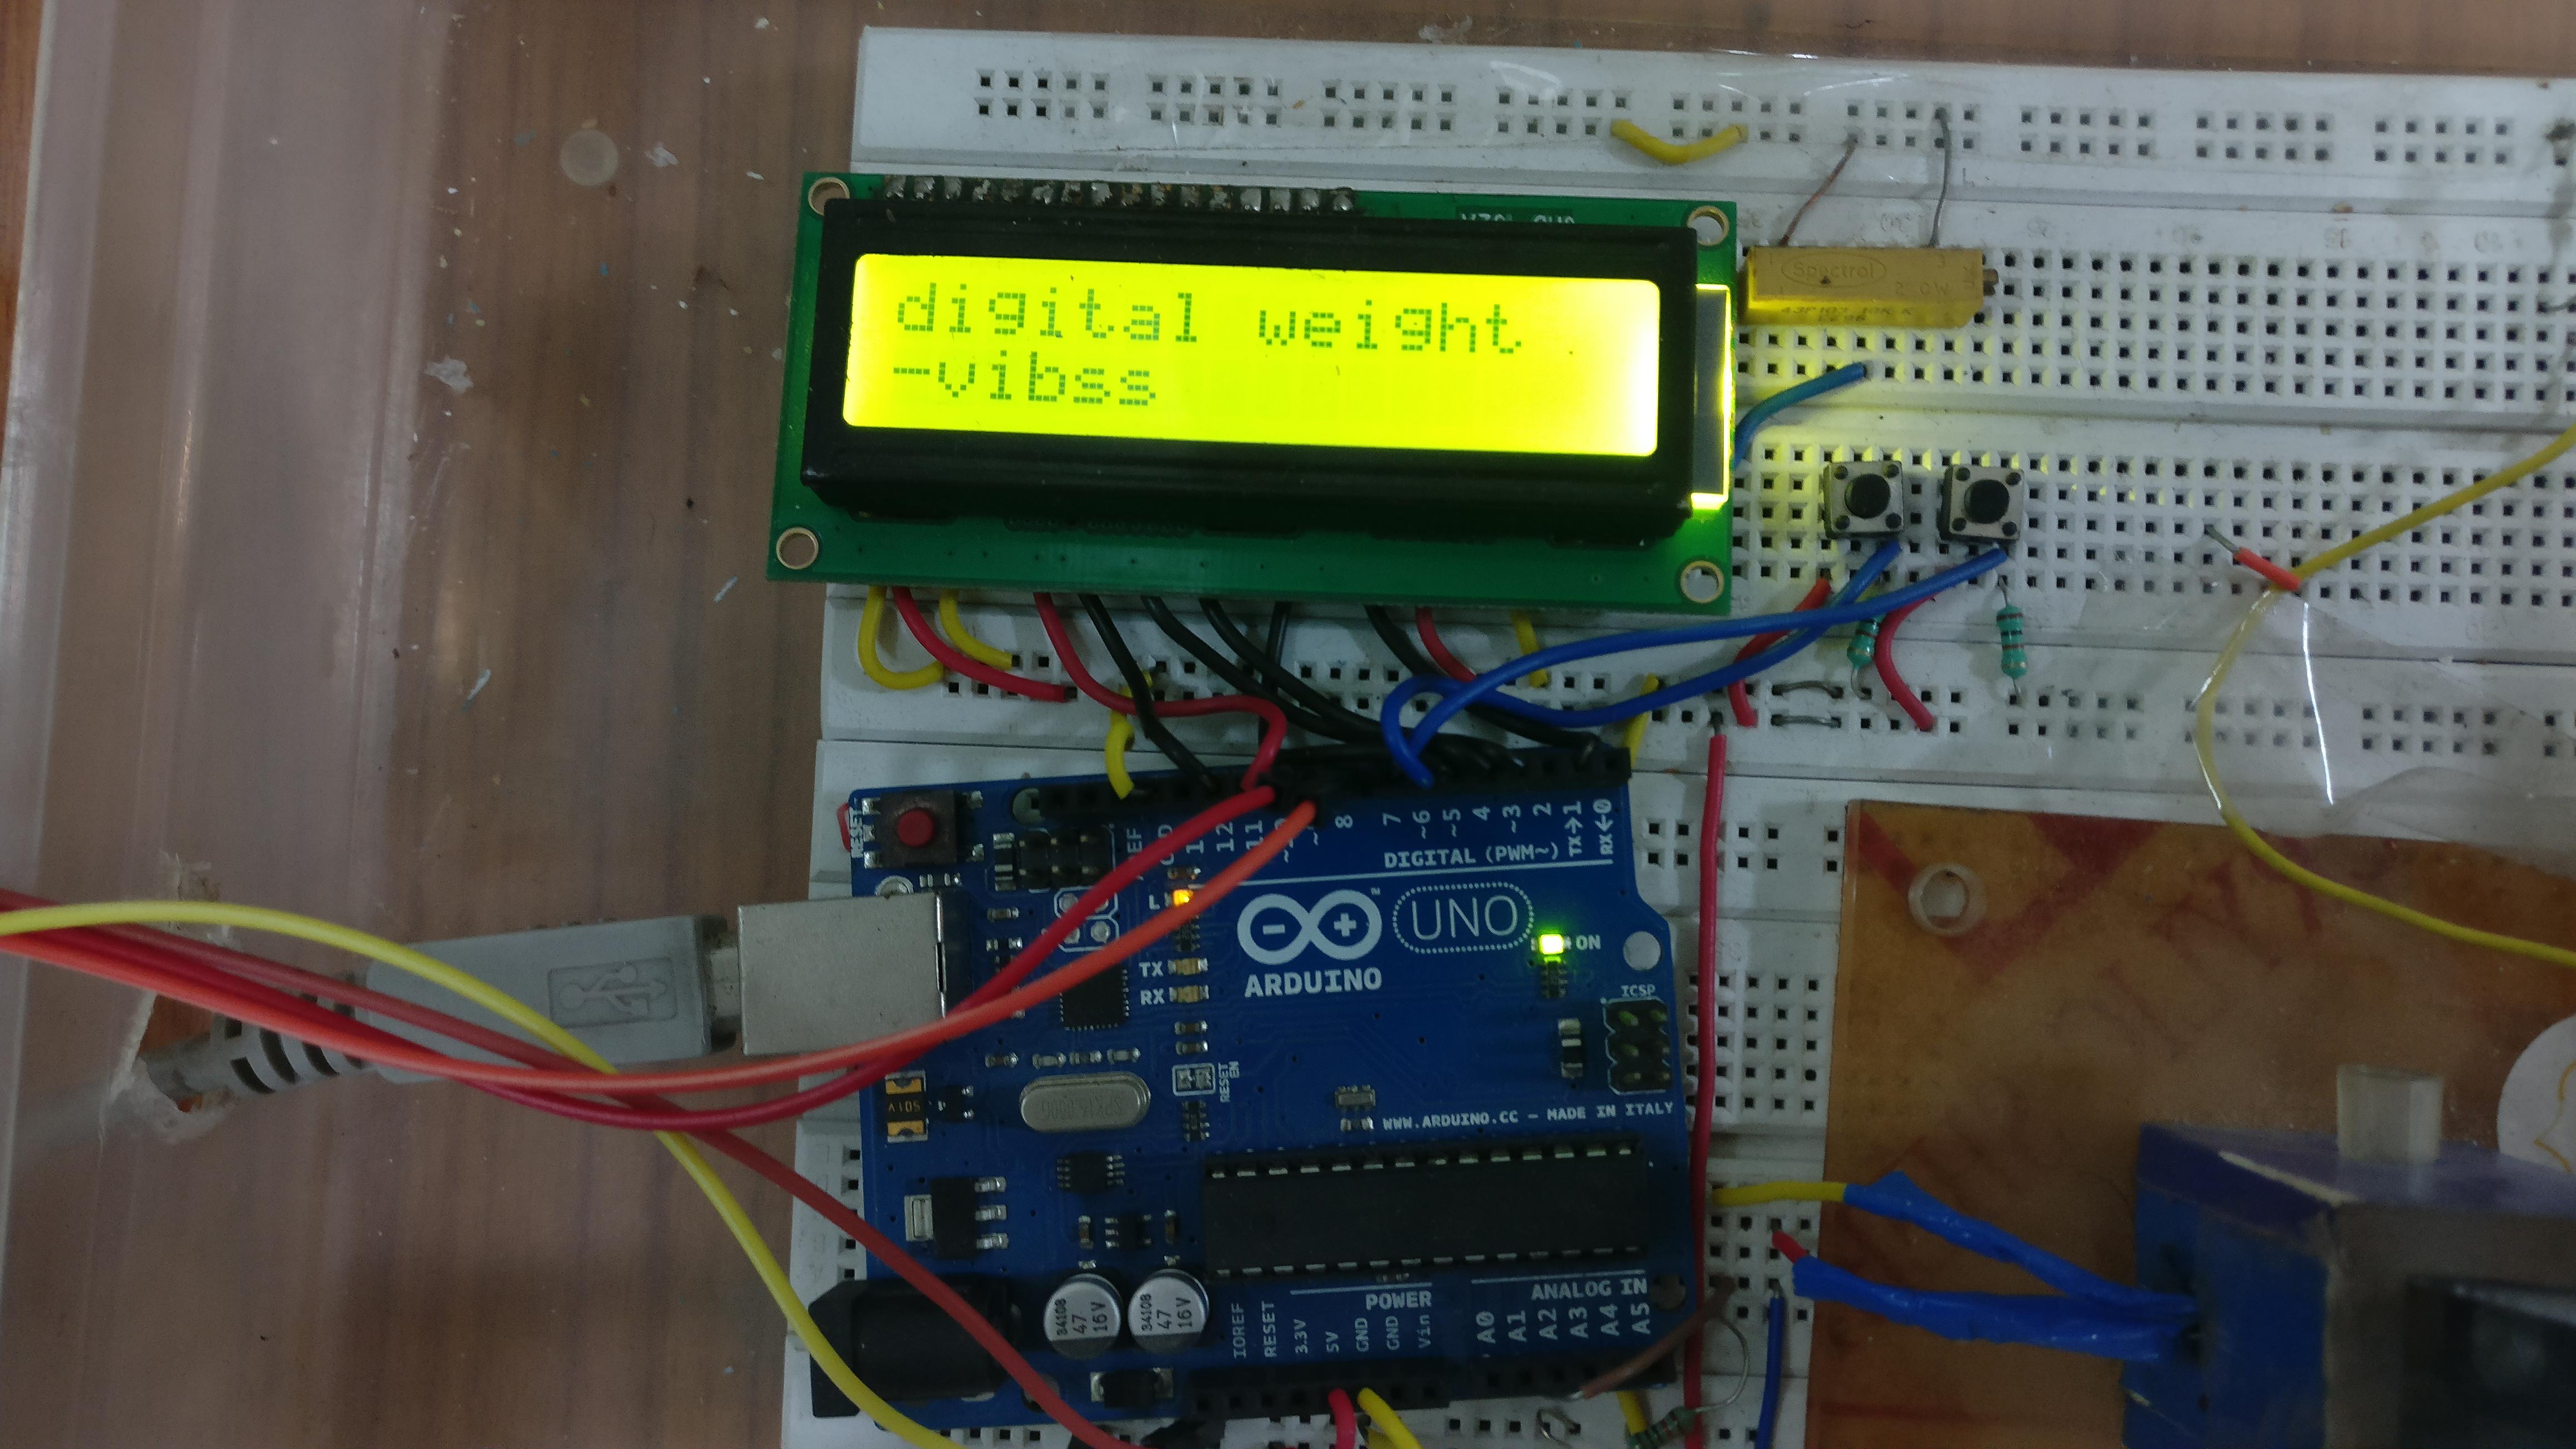 digital weight
-vibss
Spectrol
RESET
12
11
8
7
~6
~5
4
~3
2
TX→1
RX←0
DIGITAL (PWM~)
L
TX
RX
UNO
ARDUINO
ON
ICSP
RESET
EN
WWW.ARDUINO.CC - MADE IN ITALY
47
16V
47
16V
POWER
ANALOG IN
IOREF
RESET
3.3V
5V
GND
GND
Vin
A0
A1
A2
A3
A4
A5